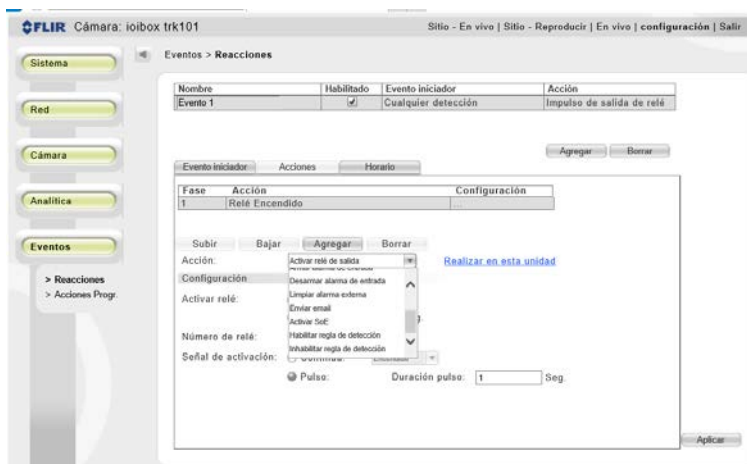 FLIR Cámara: ioibox trk101
Sitio - En vivo | Sitio - Reproducir | En vivo | configuración | Salir
Sistema
Red
Cámara
Analítica
Eventos
> Reacciones
> Acciones Progr.
Eventos > Reacciones
Nombre Habilitado Evento iniciador Acción
Evento 1 Cualquier detección Impulso de salida de relé
Agregar Borrar
Evento iniciador Acciones Horario
Fase Acción Configuración
1 Relé Encendido ...
Subir Bajar Agregar Borrar
Acción: Activar relé de salida Realizar en esta unidad
Configuración
Desarmar alarma de entrada
Limpiar alarma externa
Activar relé:
Enviar email
Activar SoE
Número de relé:
Habilitar regla de detección
Inhabilitar regla de detección
Señal de activación:
Pulso: Duración pulso: 1 Seg.
Aplicar